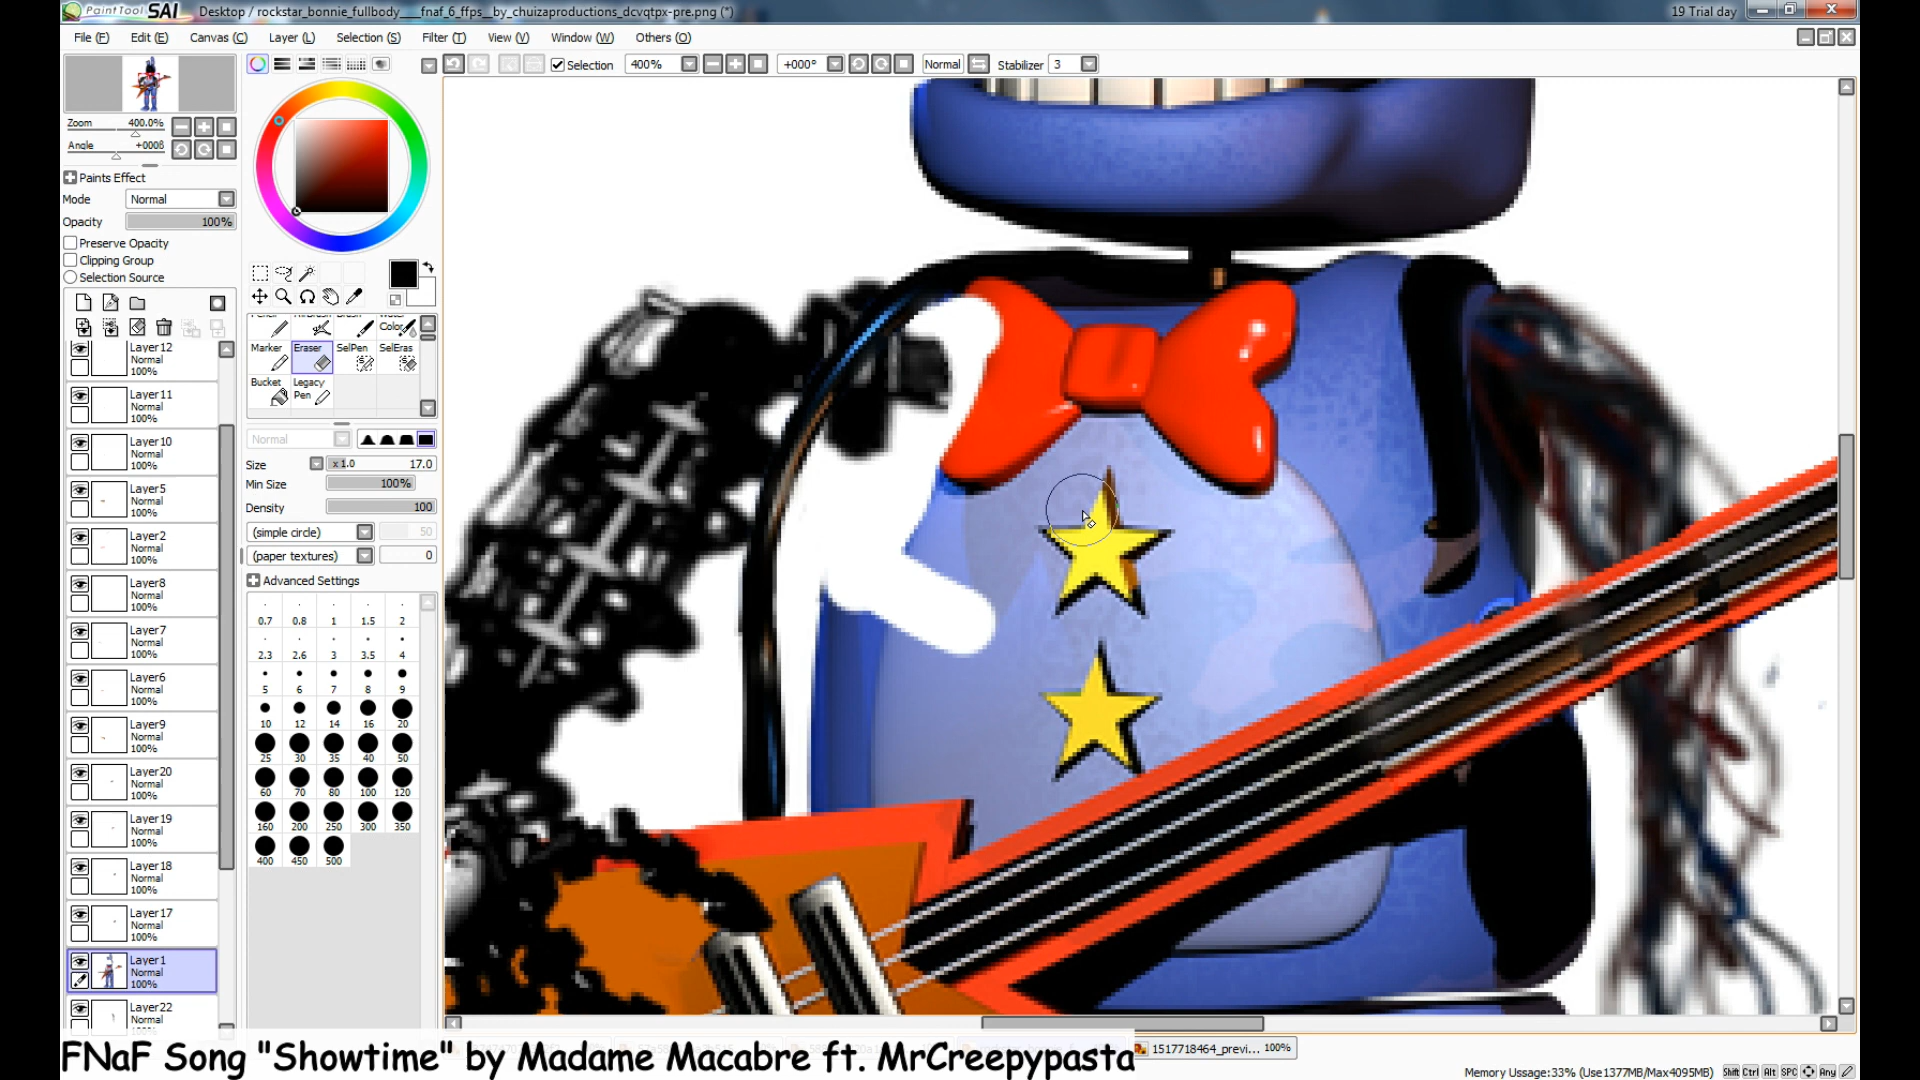 PaintTool SAI Desktop / rockstar_bonnie_fullbody___fnaf_6_ffps__by_chuizaproductions_dcvqtpx-pre.png (*) 19 Trial day
File (F) Edit (E) Canvas (C) Layer (L) Selection (S) Filter (T) View (V) Window (W) Others (O)
Selection 400% +000° Normal Stabilizer 3
Zoom 400.0%
Angle +000ß
Paints Effect
Mode Normal
Opacity 100%
Preserve Opacity
Clipping Group
Selection Source
Layer12
Normal
100%
Layer11
Normal
100%
Layer10
Normal
100%
Layer5
Normal
100%
Layer2
Normal
100%
Layer8
Normal
100%
Layer7
Normal
100%
Layer6
Normal
100%
Layer9
Normal
100%
Layer20
Normal
100%
Layer19
Normal
100%
Layer18
Normal
100%
Layer17
Normal
100%
Layer1
Normal
100%
Layer22
Normal
Color
Marker Eraser SelPen SelEras
Bucket Legacy Pen
Normal
Size x1.0 17.0
Min Size 100%
Density 100
(simple circle) 50
(paper textures) 0
Advanced Settings
0.7 0.8 1 1.5 2
2.3 2.6 3 3.5 4
5 6 7 8 9
10 12 14 16 20
25 30 35 40 50
60 70 80 100 120
160 200 250 300 350
400 450 500
FNaF Song "Showtime" by Madame Macabre ft. MrCreepypasta
1517718464_previ... 100%
Memory Ussage:33% (Use1377MB/Max4095MB) Shift Ctrl Alt SPC Any